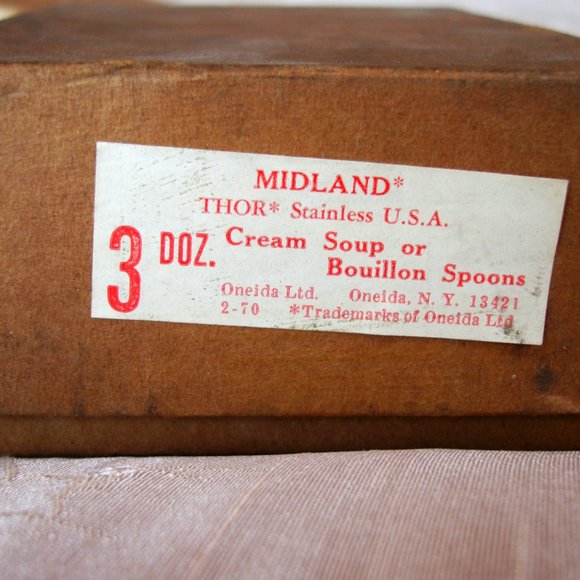 MIDLAND*
THOR* Stainless U.S.A.
3 DOZ. Cream Soup or
Bouillon Spoons
Oneida Ltd. Oneida, N. Y. 13421
2-70 *Trademarks of Oneida Ltd